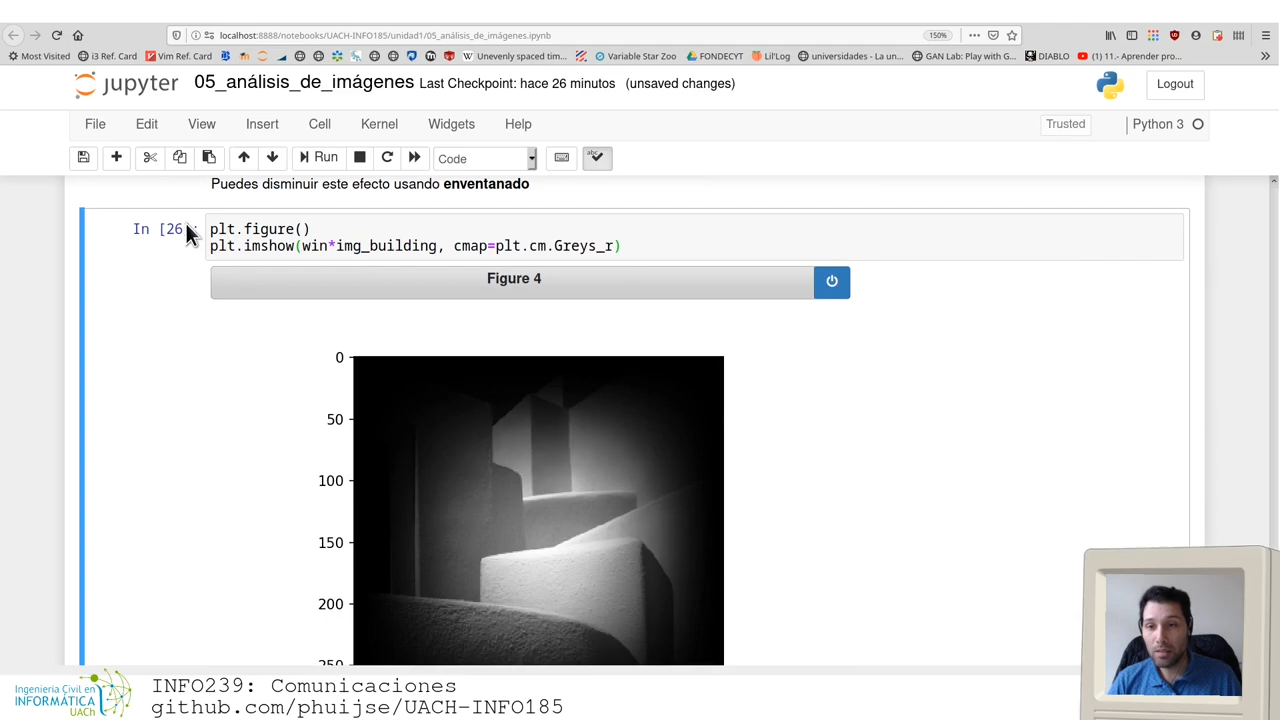 localhost:8888/notebooks/UACH-INFO185/unidad1/05_análisis_de_imágenes.ipynb
150%
Most Visited i3 Ref. Card Vim Ref. Card Unevenly spaced tim... Variable Star Zoo FONDECYT Lil'Log universidades - La un... GAN Lab: Play with G... DIABLO (1) 11.- Aprender pro...
jupyter 05_análisis_de_imágenes Last Checkpoint: hace 26 minutos (unsaved changes) Logout
File Edit View Insert Cell Kernel Widgets Help Trusted Python 3
Run Code
Puedes disminuir este efecto usando enventanado
In [26 plt.figure()
plt.imshow(win*img_building, cmap=plt.cm.Greys_r)
Figure 4
0
50
100
150
200
250
Ingeniería Civil en
INFORMÁTICA
UACh
INFO239: Comunicaciones
github.com/phuijse/UACH-INFO185